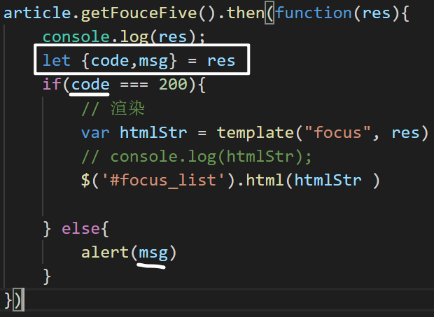 article.getFouceFive().then(function(res){
console.log(res);
let {code,msg} = res
if(code === 200){
// 渲染
var htmlStr = template("focus", res)
// console.log(htmlStr);
$('#focus_list').html(htmlStr )
} else{
alert(msg)
}
})